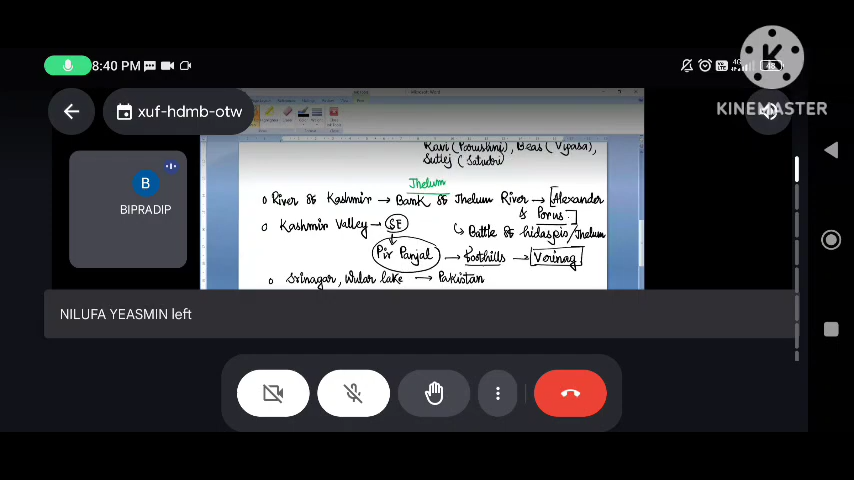 8:40 PM
4G
48
KINEMASTER
xuf-hdmb-otw
B
BIPRADIP
Ravi (Parushni), Beas (Vipasa),
Sutlej (Satudri)
Jhelum
o River of Kashmir → Bank of Jhelum River → [Alexander
& Porus.]
o Kashmir Valley → SE
↳ Battle of hidaspis/Jhelum
Pir Panjal → foothills → Verinag
o Srinagar, Wular lake → Pakistan
NILUFA YEASMIN left